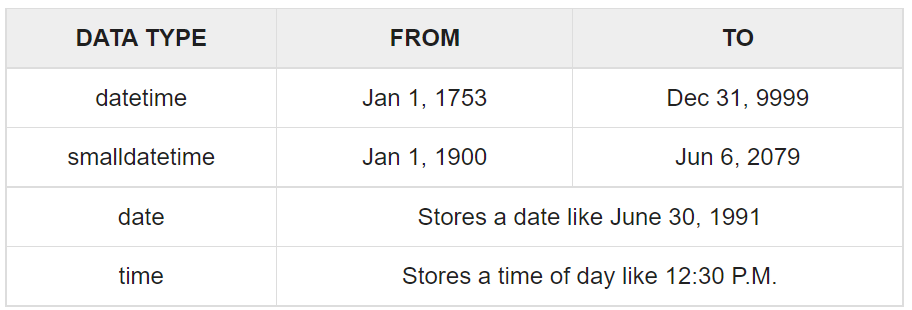 DATA TYPE FROM TO
datetime Jan 1, 1753 Dec 31, 9999
smalldatetime Jan 1, 1900 Jun 6, 2079
date Stores a date like June 30, 1991
time Stores a time of day like 12:30 P.M.